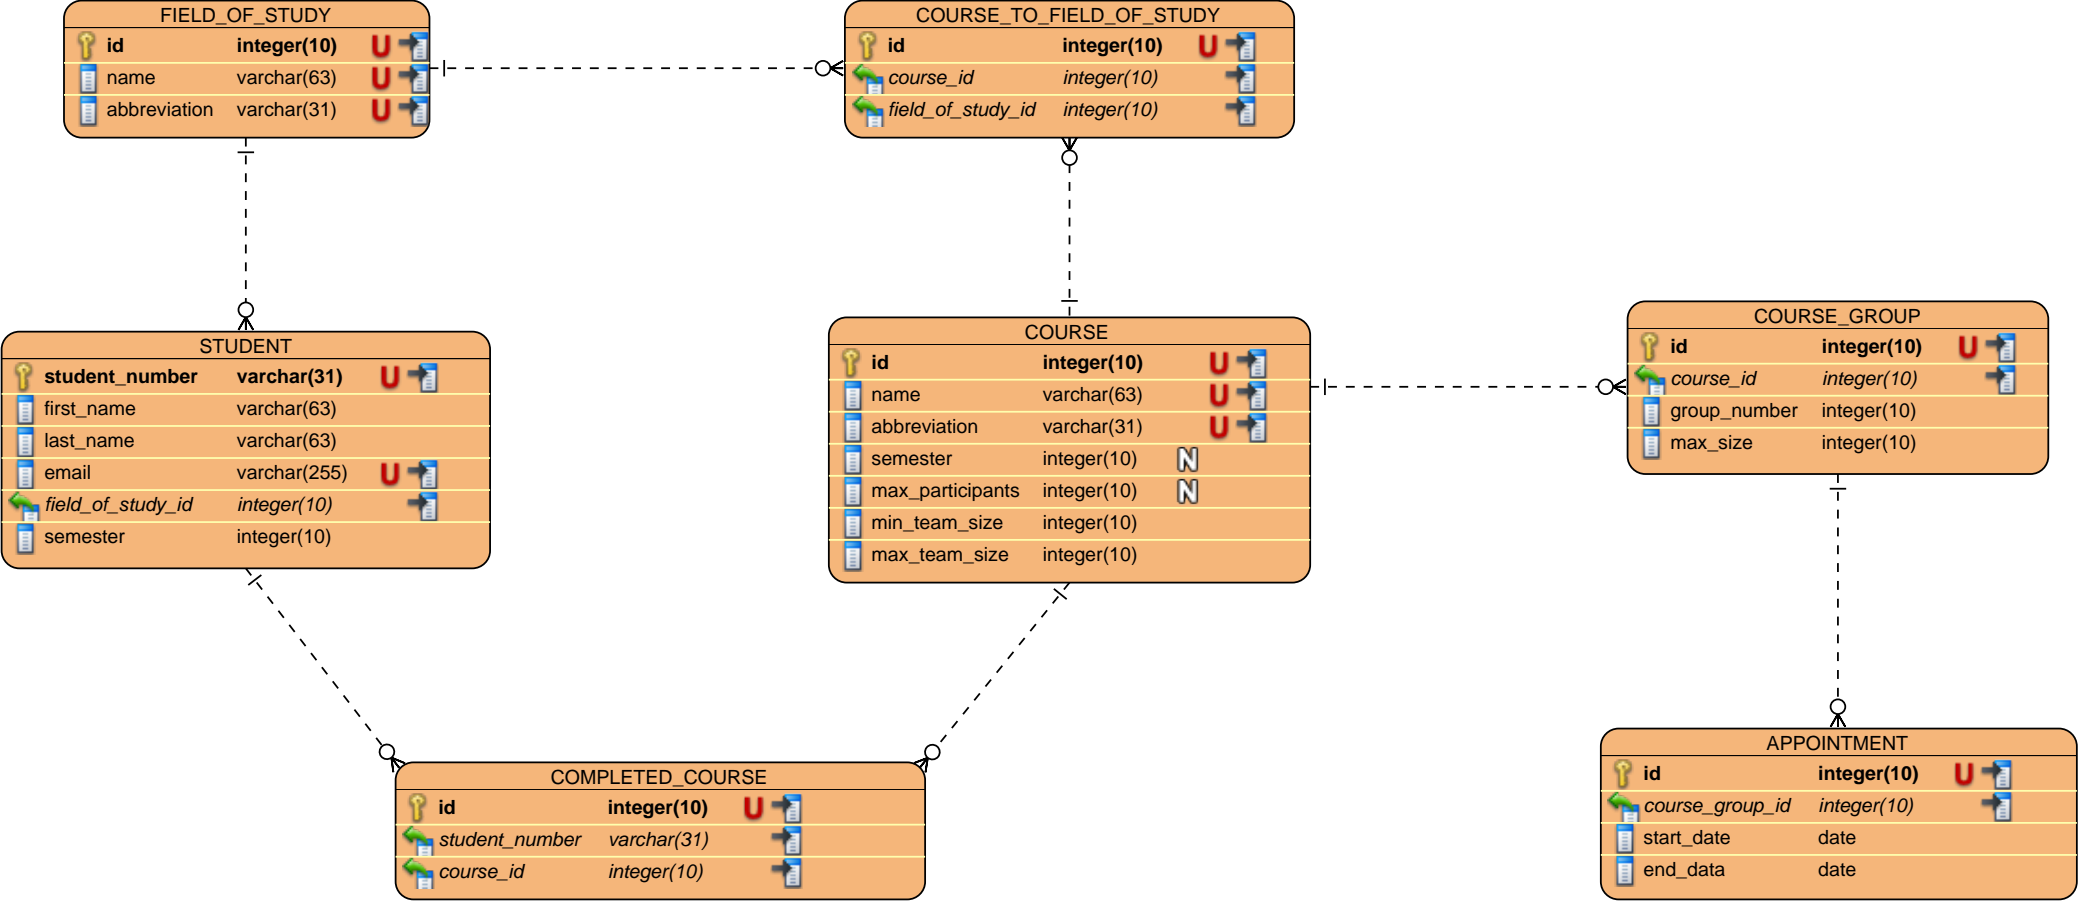 FIELD_OF_STUDY
id integer(10) U
name varchar(63) U
abbreviation varchar(31) U
COURSE_TO_FIELD_OF_STUDY
id integer(10) U
course_id integer(10)
field_of_study_id integer(10)
STUDENT
student_number varchar(31) U
first_name varchar(63)
last_name varchar(63)
email varchar(255) U
field_of_study_id integer(10)
semester integer(10)
COURSE
id integer(10) U
name varchar(63) U
abbreviation varchar(31) U
semester integer(10) N
max_participants integer(10) N
min_team_size integer(10)
max_team_size integer(10)
COURSE_GROUP
id integer(10) U
course_id integer(10)
group_number integer(10)
max_size integer(10)
COMPLETED_COURSE
id integer(10) U
student_number varchar(31)
course_id integer(10)
APPOINTMENT
id integer(10) U
course_group_id integer(10)
start_date date
end_data date